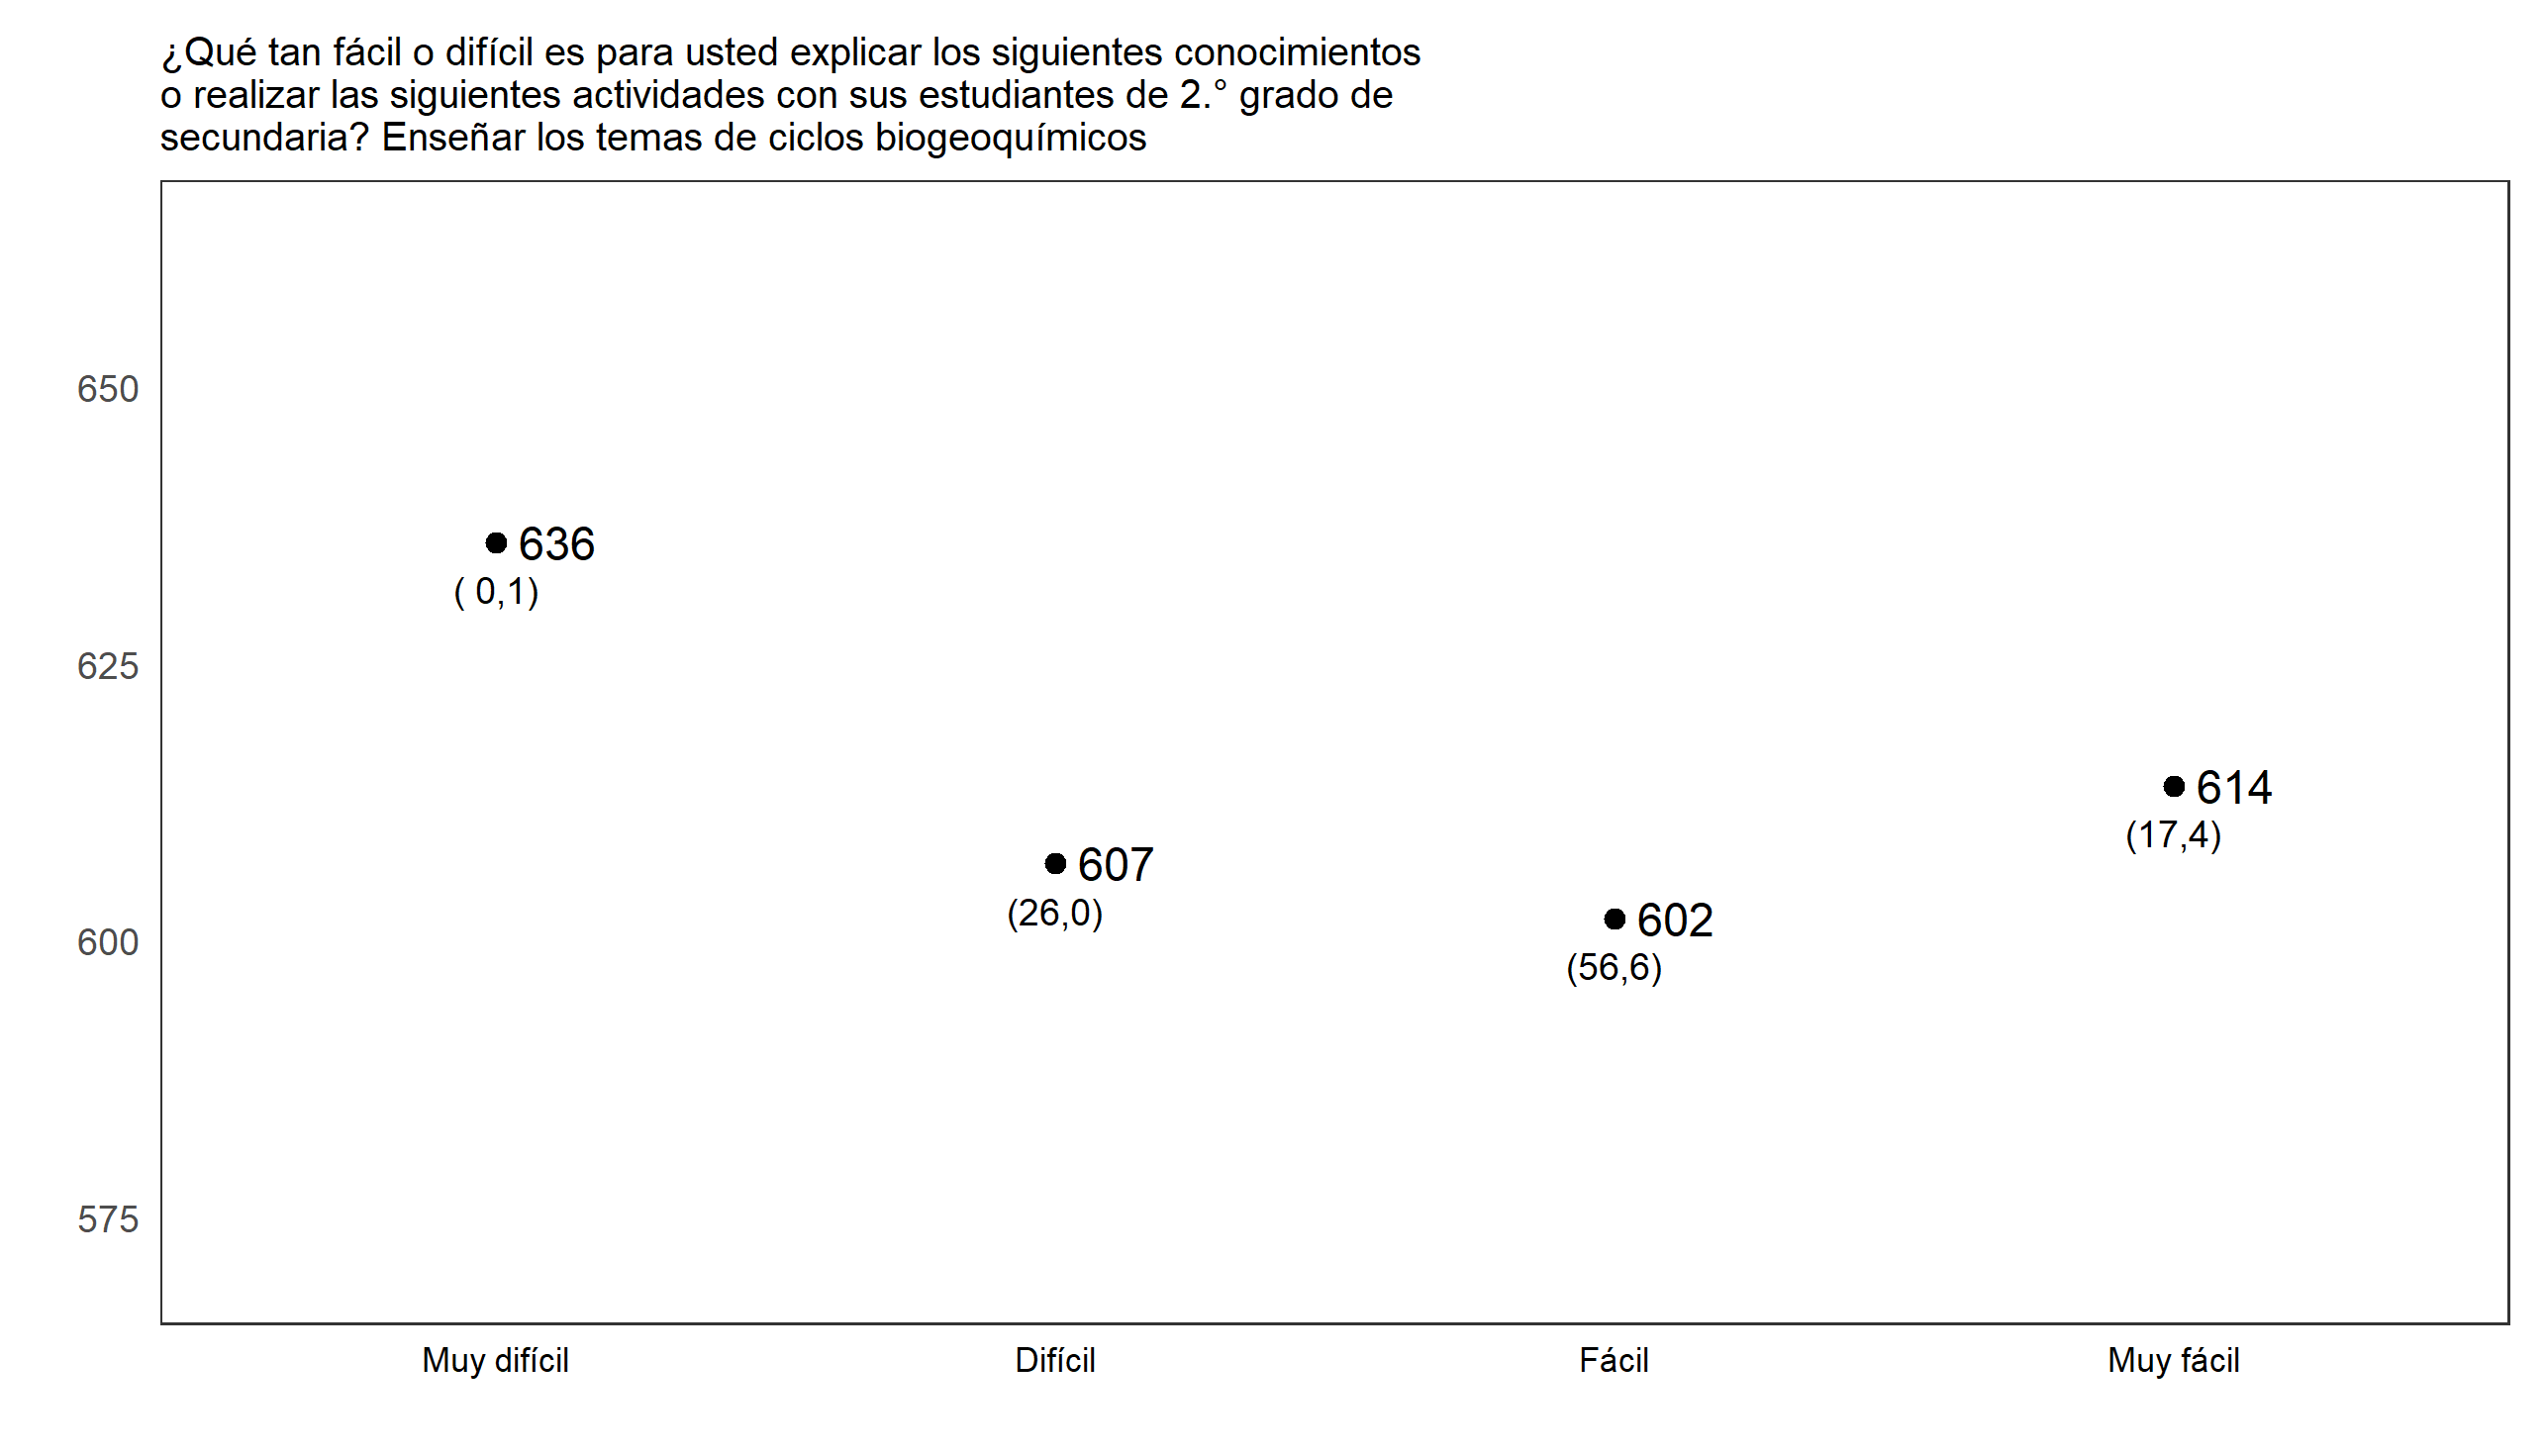 ¿Qué tan fácil o difícil es para usted explicar los siguientes conocimientos
o realizar las siguientes actividades con sus estudiantes de 2.° grado de
secundaria? Enseñar los temas de ciclos biogeoquímicos
650
636
( 0,1)
625
614
(17,4)
607
(26,0)
600
602
(56,6)
575
Muy difícil
Difícil
Fácil
Muy fácil